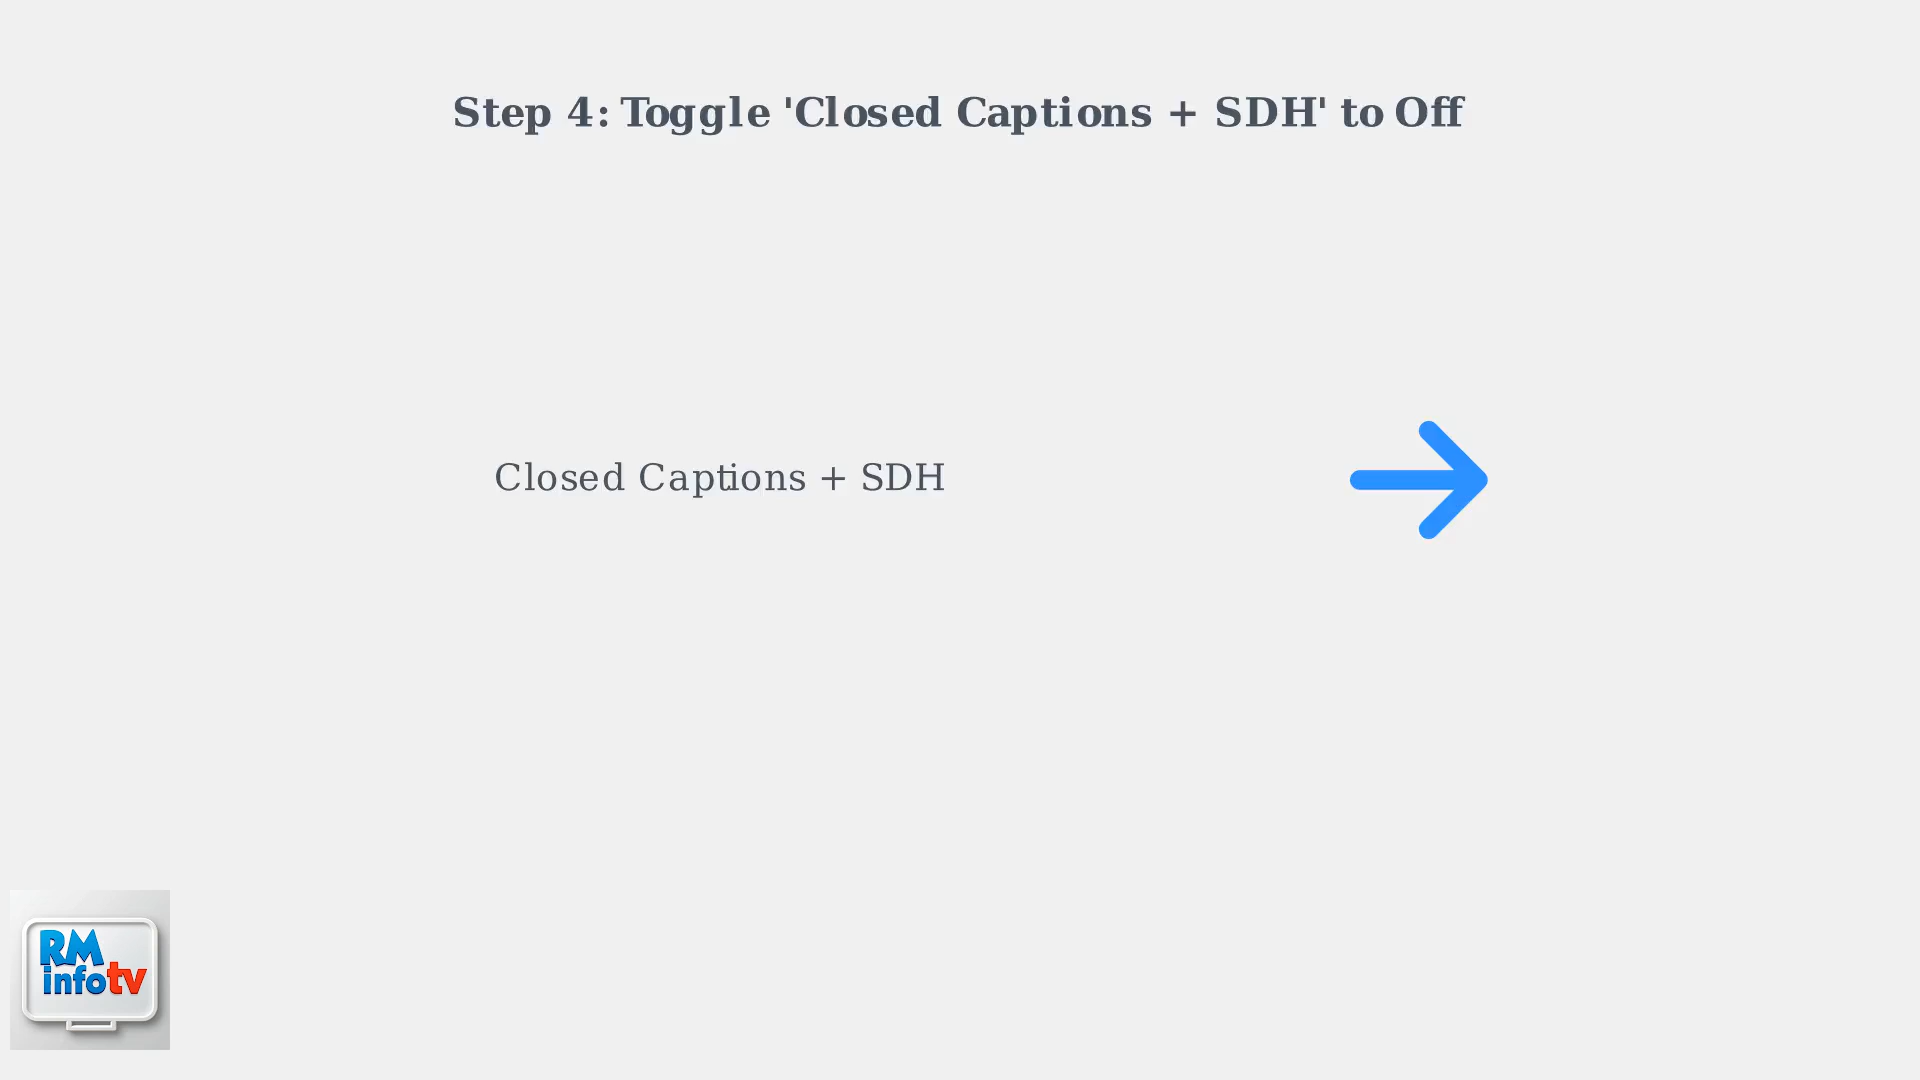 Step 4: Toggle 'Closed Captions + SDH' to Off
Closed Captions + SDH
RM
infotv